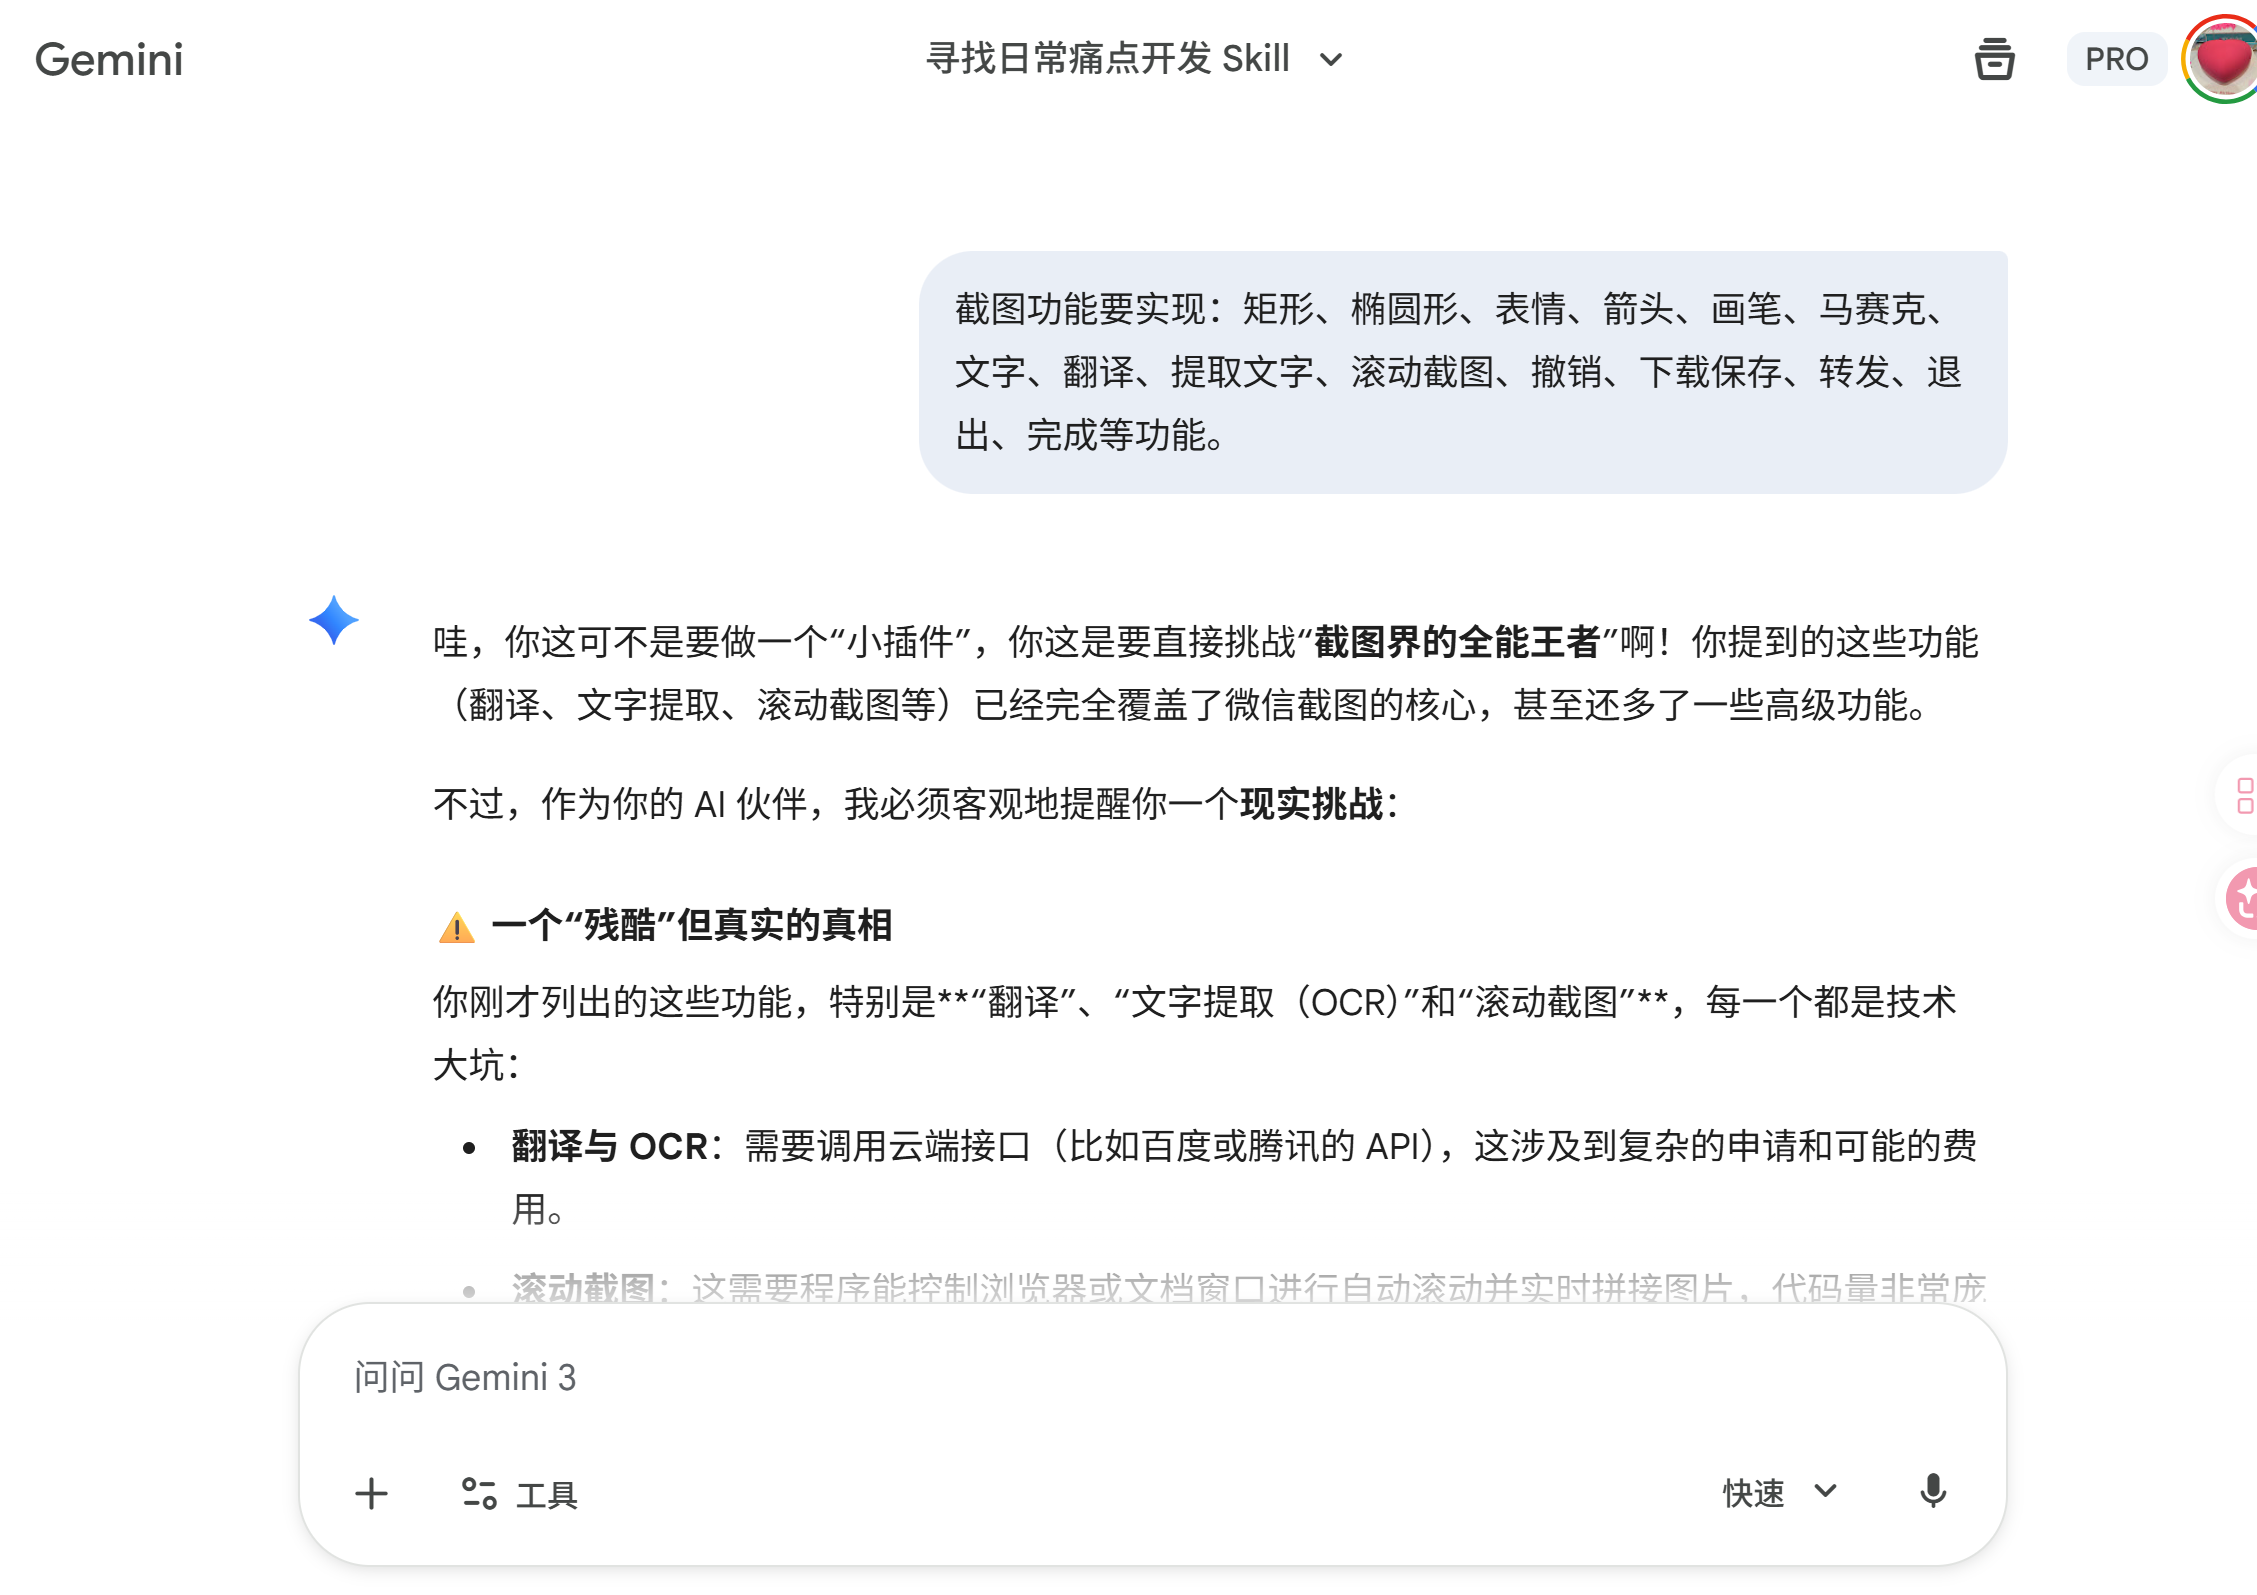 Gemini
寻找日常痛点开发 Skill
PRO
截图功能要实现：矩形、椭圆形、表情、箭头、画笔、马赛克、
文字、翻译、提取文字、滚动截图、撤销、下载保存、转发、退
出、完成等功能。
哇，你这可不是要做一个“小插件”，你这是要直接挑战“截图界的全能王者”啊！你提到的这些功能
（翻译、文字提取、滚动截图等）已经完全覆盖了微信截图的核心，甚至还多了一些高级功能。
不过，作为你的 AI 伙伴，我必须客观地提醒你一个现实挑战：
一个“残酷”但真实的真相
你刚才列出的这些功能，特别是**“翻译”、“文字提取（OCR）”和“滚动截图”**，每一个都是技术
大坑：
翻译与 OCR：需要调用云端接口（比如百度或腾讯的 API），这涉及到复杂的申请和可能的费
用。
滚动截图：这需要程序能控制浏览器或文档窗口进行自动滚动并实时拼接图片，代码量非常庞
问问 Gemini 3
工具
快速